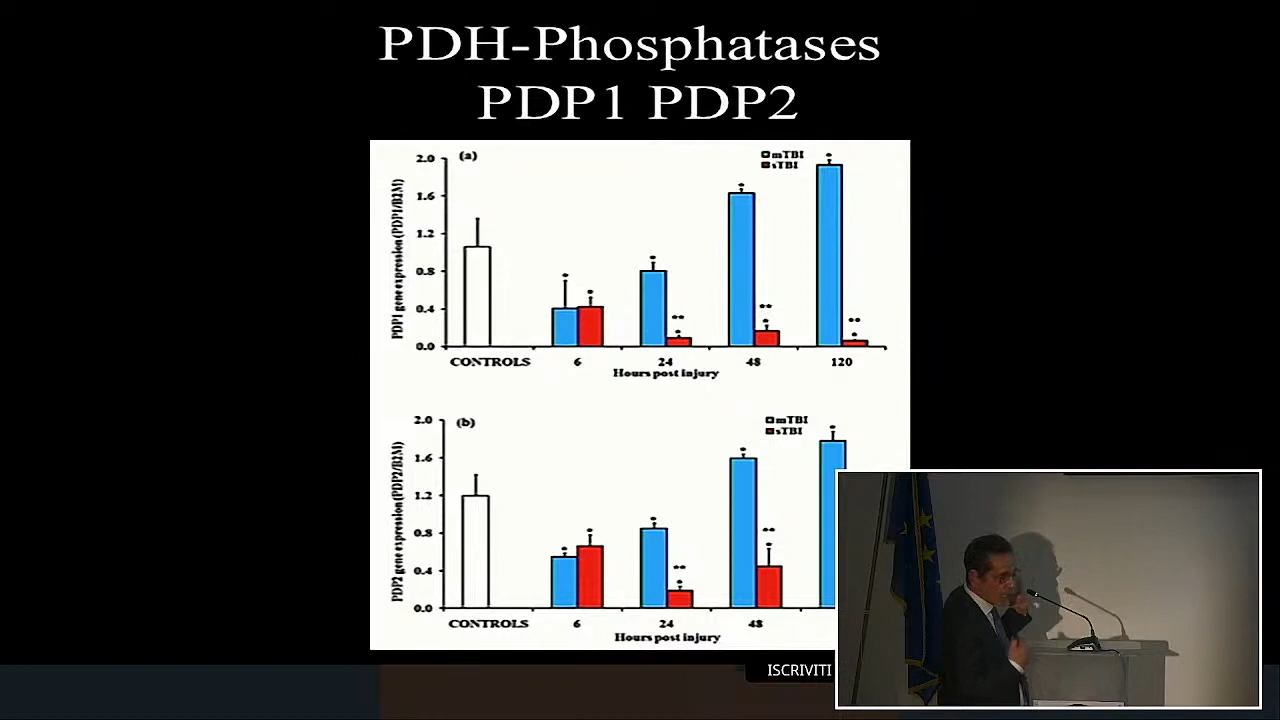 PDH-Phosphatases
PDP1 PDP2
(a)
mTBI
sTBI
PDP1 gene expression (PDP1/B2M)
2.0
1.6
1.2
0.8
0.4
0.0
CONTROLS 6 24 48 120
Hours post injury
(b)
mTBI
sTBI
PDP2 gene expression (PDP2/B2M)
2.0
1.6
1.2
0.8
0.4
0.0
CONTROLS 6 24 48
Hours post injury
ISCRIVITI